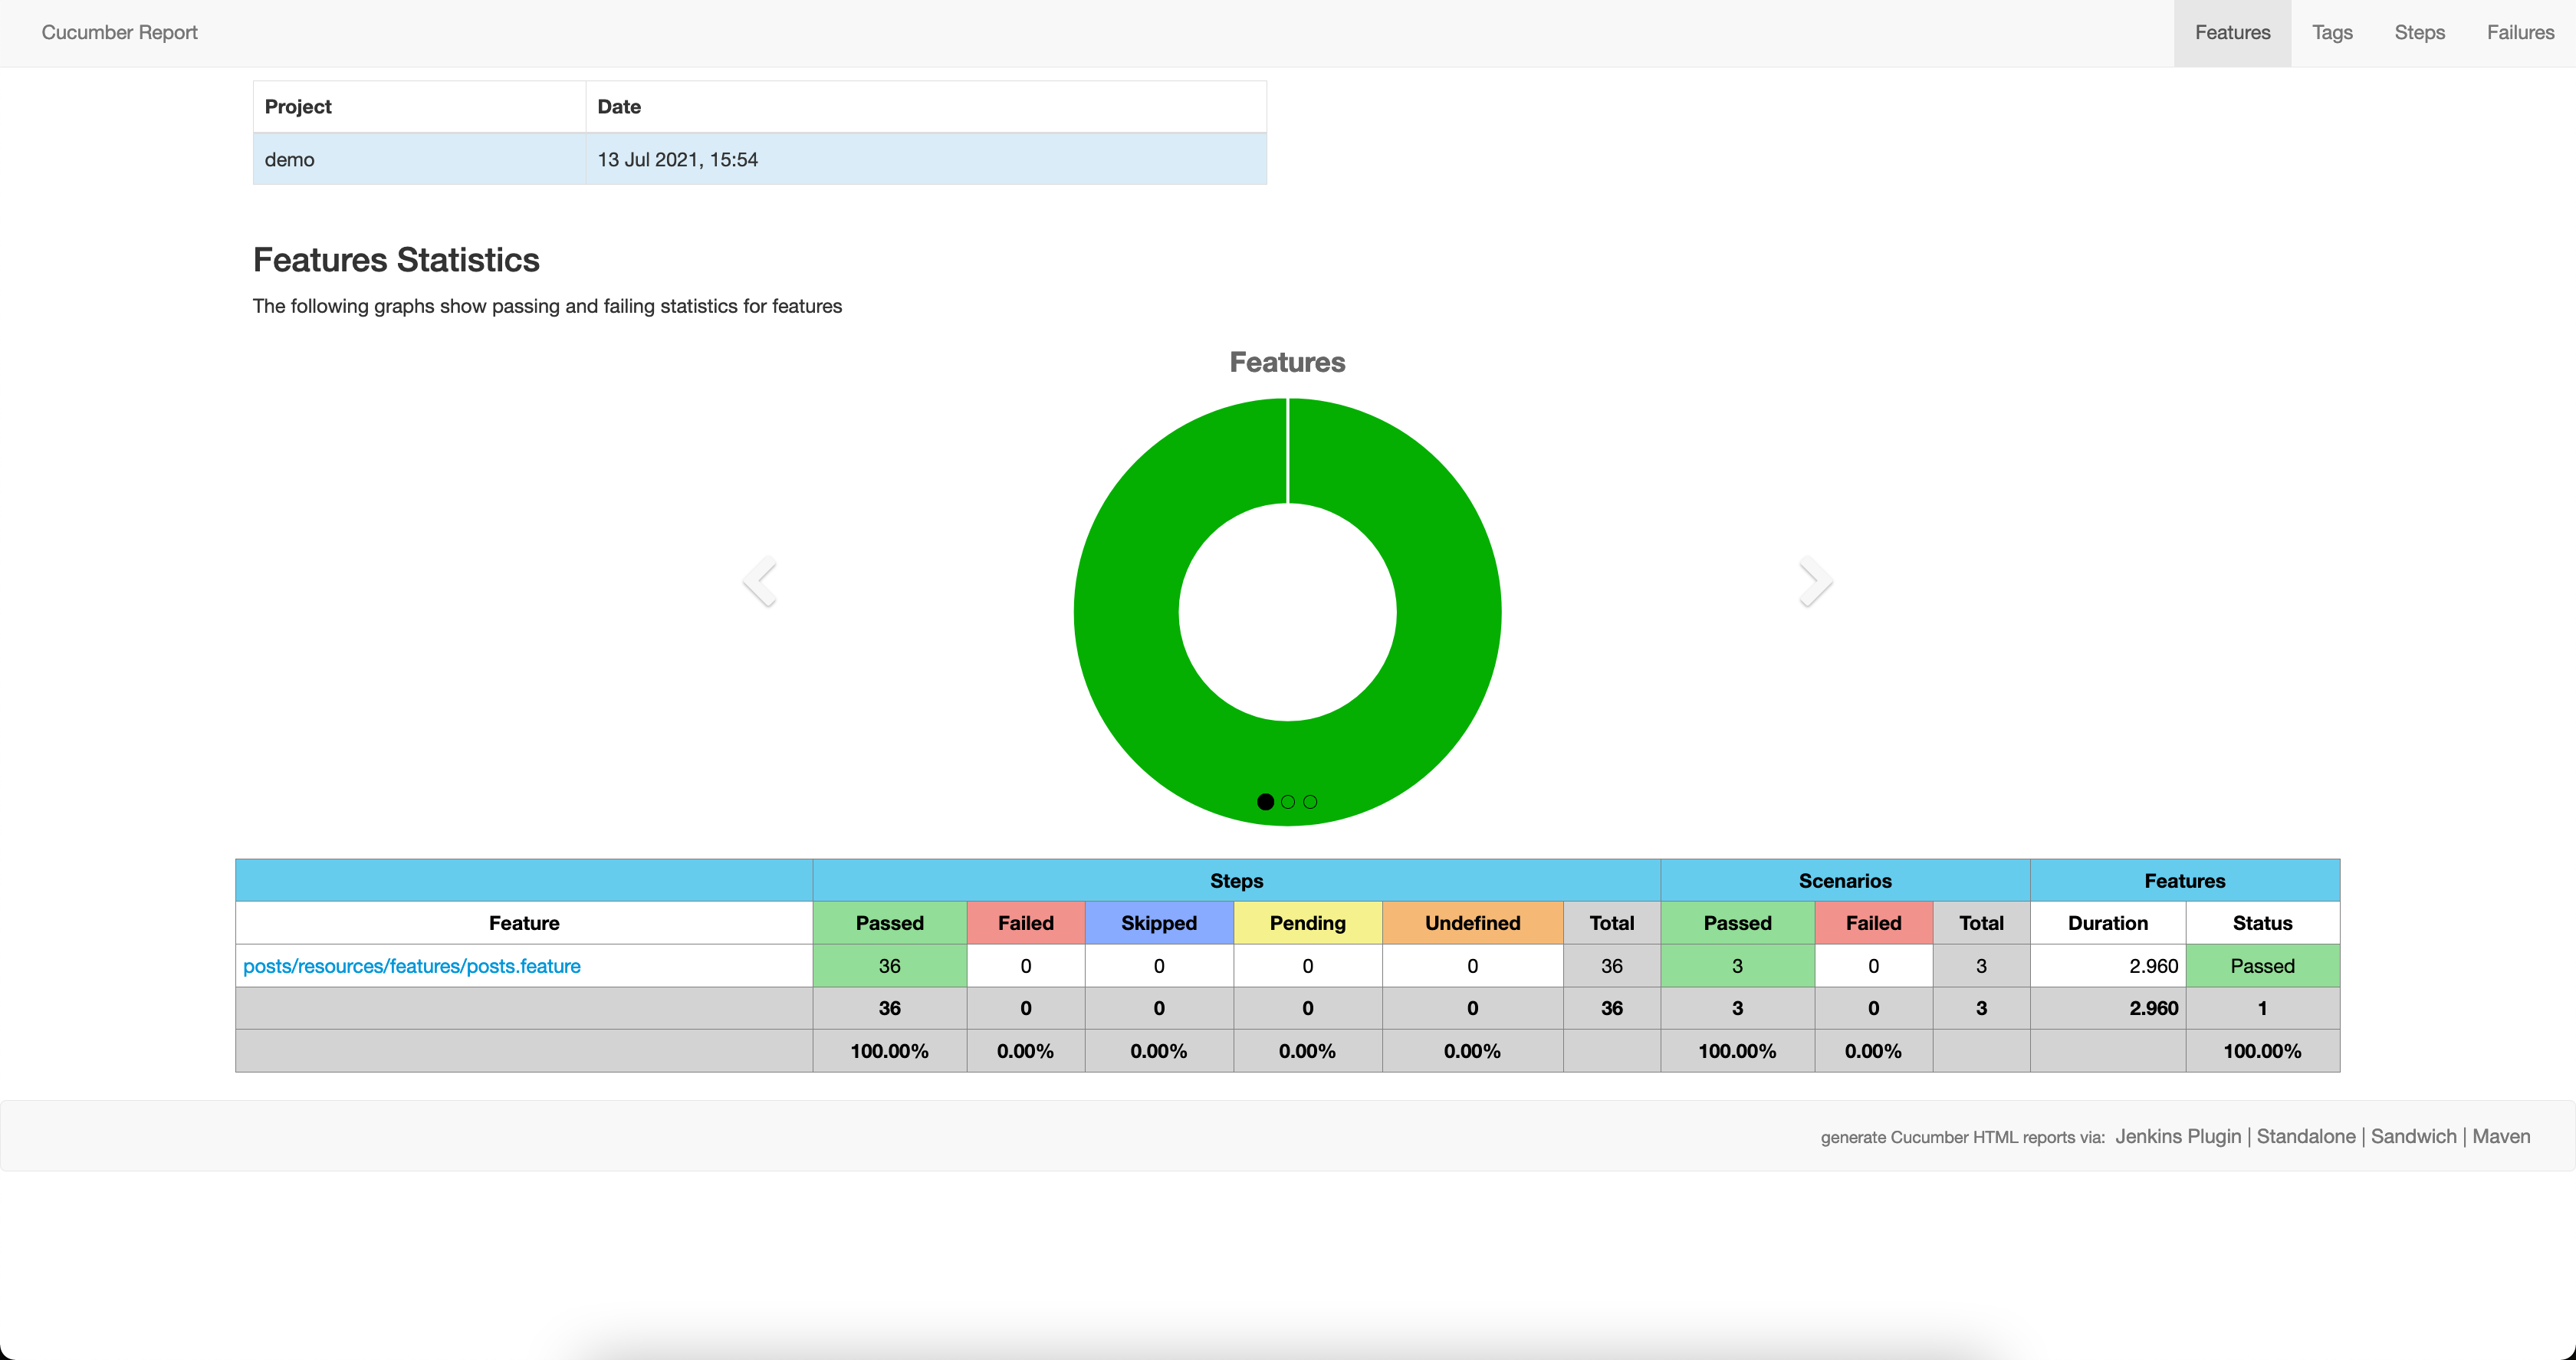 Cucumber Report Features Tags Steps Failures
Project Date
demo 13 Jul 2021, 15:54
Features Statistics
The following graphs show passing and failing statistics for features
Features
Steps Scenarios Features
Feature Passed Failed Skipped Pending Undefined Total Passed Failed Total Duration Status
posts/resources/features/posts.feature 36 0 0 0 0 36 3 0 3 2.960 Passed
36 0 0 0 0 36 3 0 3 2.960 1
100.00% 0.00% 0.00% 0.00% 0.00% 100.00% 0.00% 100.00%
generate Cucumber HTML reports via: Jenkins Plugin | Standalone | Sandwich | Maven